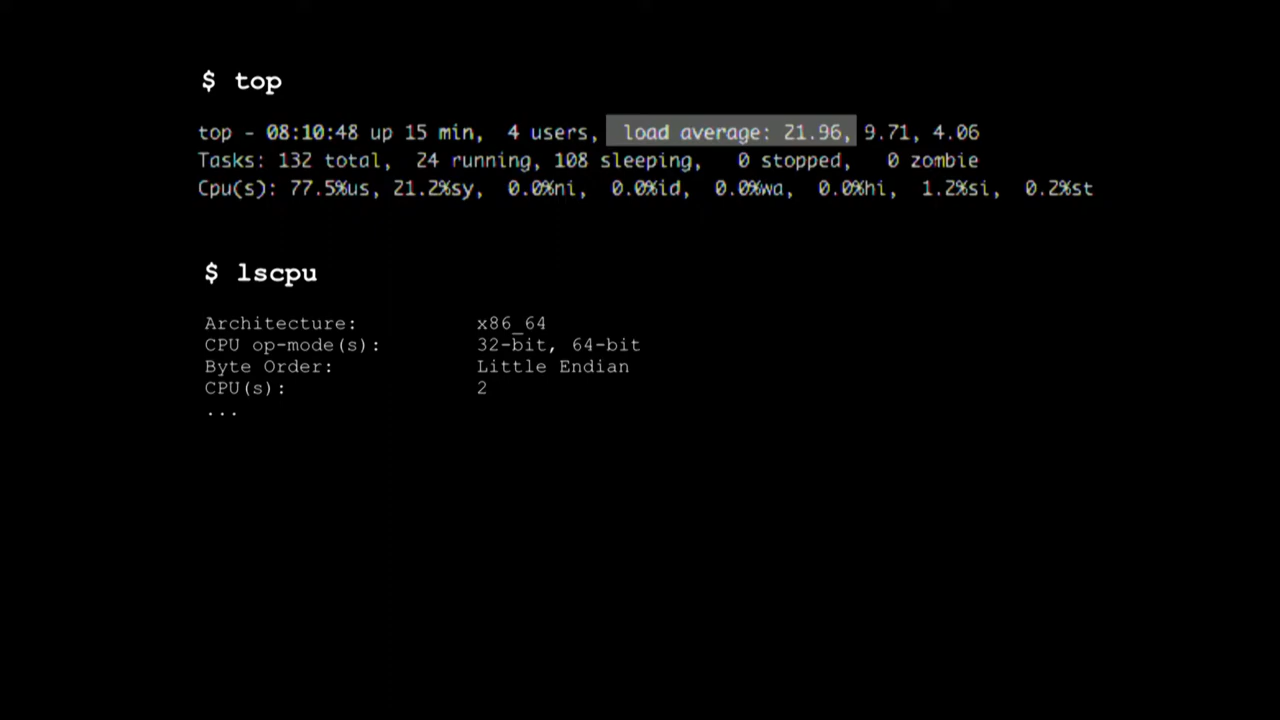 $ top
top - 08:10:48 up 15 min, 4 users, load average: 21.96, 9.71, 4.06
Tasks: 132 total, 24 running, 108 sleeping, 0 stopped, 0 zombie
Cpu(s): 77.5%us, 21.2%sy, 0.0%ni, 0.0%id, 0.0%wa, 0.0%hi, 1.2%si, 0.2%st
$ lscpu
Architecture: x86_64
CPU op-mode(s): 32-bit, 64-bit
Byte Order: Little Endian
CPU(s): 2
...